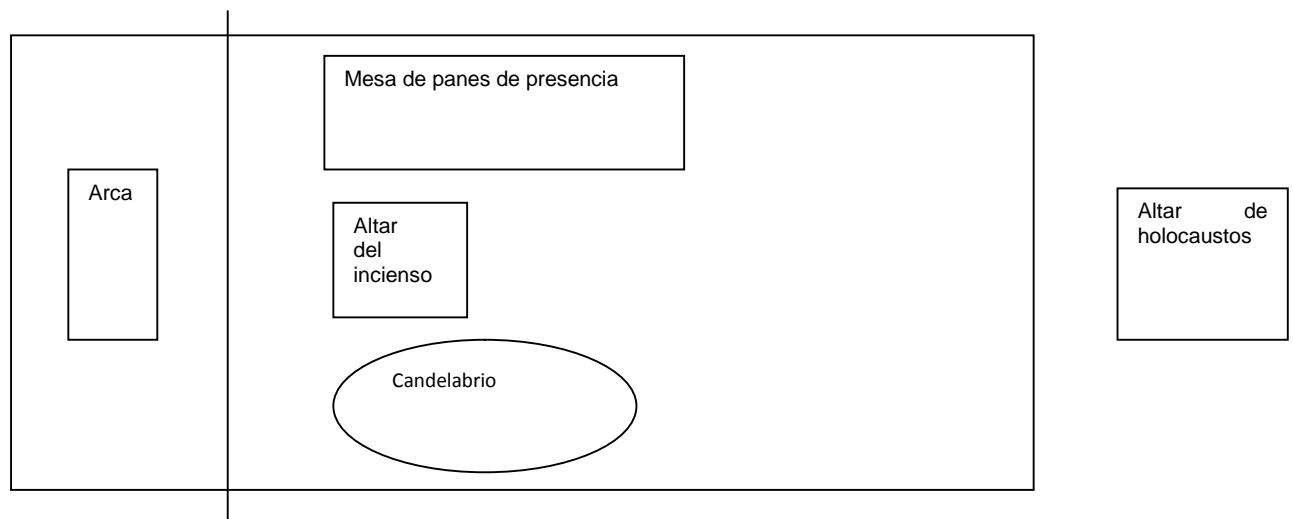 Mesa de panes de presencia
Arca
Altar
del
incienso
Candelabrio
Altar de
holocaustos